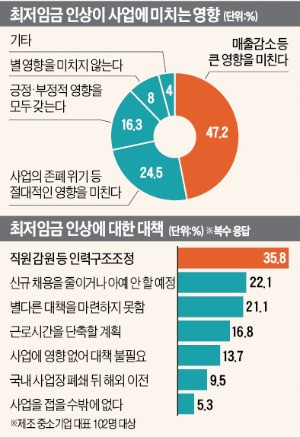 최저임금 인상이 사업에 미치는 영향 (단위:%)
기타
별 영향을 미치지 않는다
긍정·부정적 영향을
모두 갖는다
사업의 존폐 위기 등
절대적인 영향을 미친다
매출감소 등
큰 영향을 미친다
4
8
16.3
24.5
47.2
최저임금 인상에 대한 대책 (단위:%) ※복수 응답
직원 감원 등 인력구조조정 35.8
신규 채용을 줄이거나 아예 안 할 예정 22.1
별다른 대책을 마련하지 못함 21.1
근로시간을 단축할 계획 16.8
사업에 영향 없어 대책 불필요 13.7
국내 사업장 폐쇄 뒤 해외 이전 9.5
사업을 접을 수밖에 없다 5.3
※제조 중소기업 대표 102명 대상